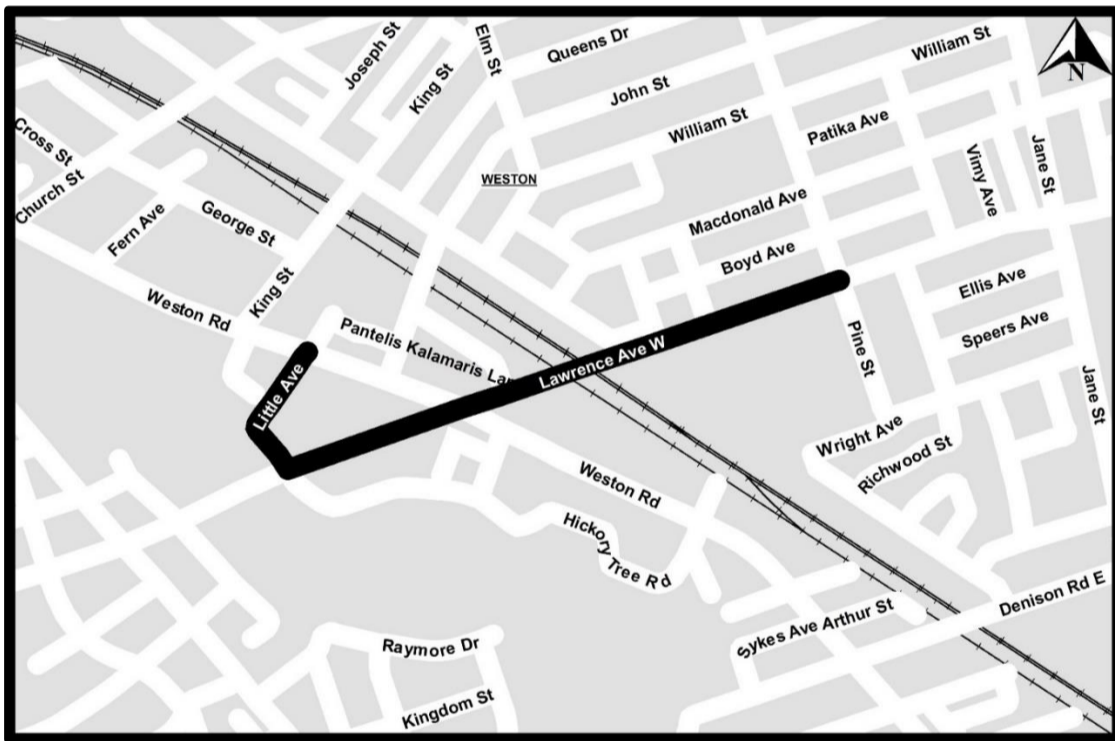 Joseph St
Elm St
Queens Dr
William St
N
King St
John St
Cross St
William St
Patika Ave
Jane St
Vimy Ave
WESTON
Church St
Fern Ave
George St
Macdonald Ave
Boyd Ave
King St
Ellis Ave
Weston Rd
Pantelis Kalamaris La
Lawrence Ave W
Pine St
Speers Ave
Little Ave
Jane St
Wright Ave
Richwood St
Weston Rd
Hickory Tree Rd
Denison Rd E
Sykes Ave
Arthur St
Raymore Dr
Kingdom St